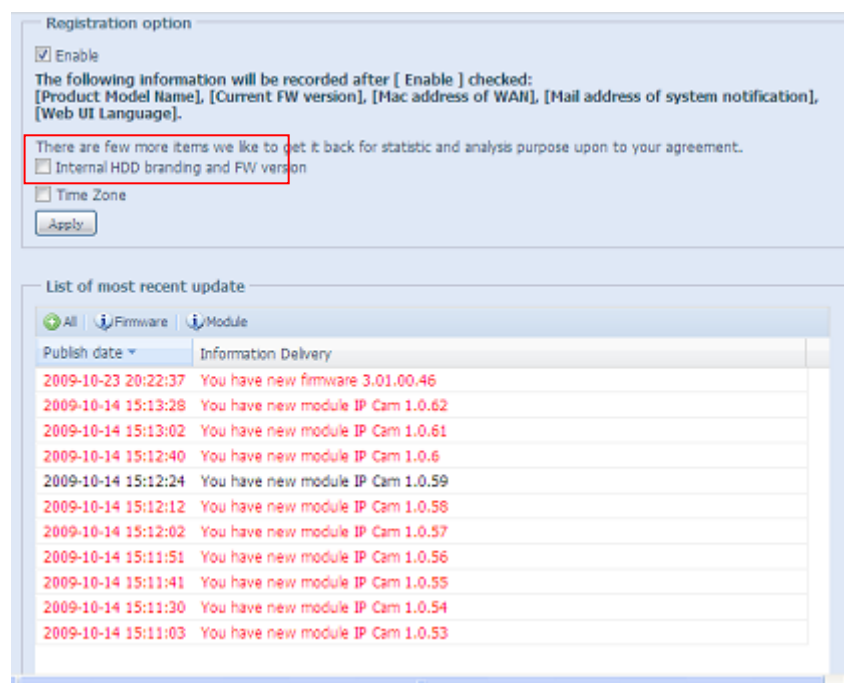 Registration option
Enable
The following information will be recorded after [ Enable ] checked:
[Product Model Name], [Current FW version], [Mac address of WAN], [Mail address of system notification],
[Web UI Language].
There are few more items we like to get it back for statistic and analysis purpose upon to your agreement.
Internal HDD branding and FW version
Time Zone
Apply
List of most recent update
All Firmware Module
Publish date Information Delivery
2009-10-23 20:22:37 You have new firmware 3.01.00.46
2009-10-14 15:13:28 You have new module IP Cam 1.0.62
2009-10-14 15:13:02 You have new module IP Cam 1.0.61
2009-10-14 15:12:40 You have new module IP Cam 1.0.6
2009-10-14 15:12:24 You have new module IP Cam 1.0.59
2009-10-14 15:12:12 You have new module IP Cam 1.0.58
2009-10-14 15:12:02 You have new module IP Cam 1.0.57
2009-10-14 15:11:51 You have new module IP Cam 1.0.56
2009-10-14 15:11:41 You have new module IP Cam 1.0.55
2009-10-14 15:11:30 You have new module IP Cam 1.0.54
2009-10-14 15:11:03 You have new module IP Cam 1.0.53